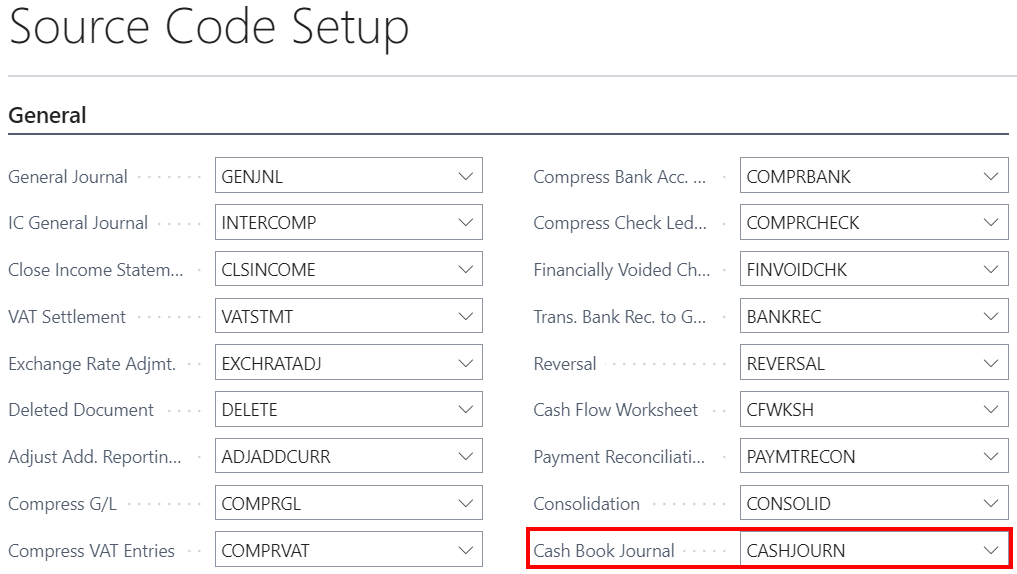 Source Code Setup
General
General Journal GENJNL
IC General Journal INTERCOMP
Close Income Statem... CLSINCOME
VAT Settlement VATSTMT
Exchange Rate Adjmt. EXCHRATADJ
Deleted Document DELETE
Adjust Add. Reportin... ADJADDCURR
Compress G/L COMPRGL
Compress VAT Entries COMPRVAT
Compress Bank Acc. ... COMPRBANK
Compress Check Led... COMPRCHECK
Financially Voided Ch... FINVOIDCHK
Trans. Bank Rec. to G... BANKREC
Reversal REVERSAL
Cash Flow Worksheet CFWKSH
Payment Reconciliati... PAYMTRECON
Consolidation CONSOLID
Cash Book Journal CASHJOURN